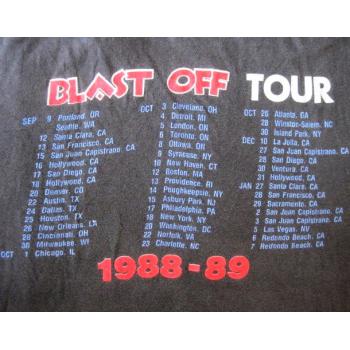 BLAST OFF TOUR
SEP 9 Portland, OR
Seattle, WA
12 Santa Clara, CA
13 San Francisco, CA
15 San Juan Capistrano, CA
16 Hollywood, CA
17 San Diego, CA
18 Hollywood, CA
20 Denver, CO
22 Austin, TX
24 Dallas, TX
25 Houston, TX
26 New Orleans, LA
28 Cincinnati, OH
30 Milwaukee, WI
OCT 1 Chicago, IL
OCT 3 Cleveland, OH
4 Detroit, MI
5 London, ON
6 Toronto, ON
8 Ottawa, ON
9 Syracuse, NY
10 New Haven, CT
12 Boston, MA
13 Providence, RI
14 Poughkeepsie, NY
15 Asbury Park, NJ
17 Philadelphia, PA
18 New York, NY
20 Washington, DC
22 Norfolk, VA
23 Charlotte, NC
OCT 26 Atlanta, GA
28 Winston-Salem, NC
30 Island Park, NY
DEC 10 La Jolla, CA
27 San Juan Capistrano, CA
28 San Diego, CA
30 Ventura, CA
31 Hollywood, CA
JAN 27 Santa Clara, CA
28 San Francisco, CA
29 Sacramento, CA
2 San Juan Capistrano, CA
3 San Juan Capistrano, CA
5 Las Vegas, NV
6 Redondo Beach, CA
7 Redondo Beach, CA
1988-89